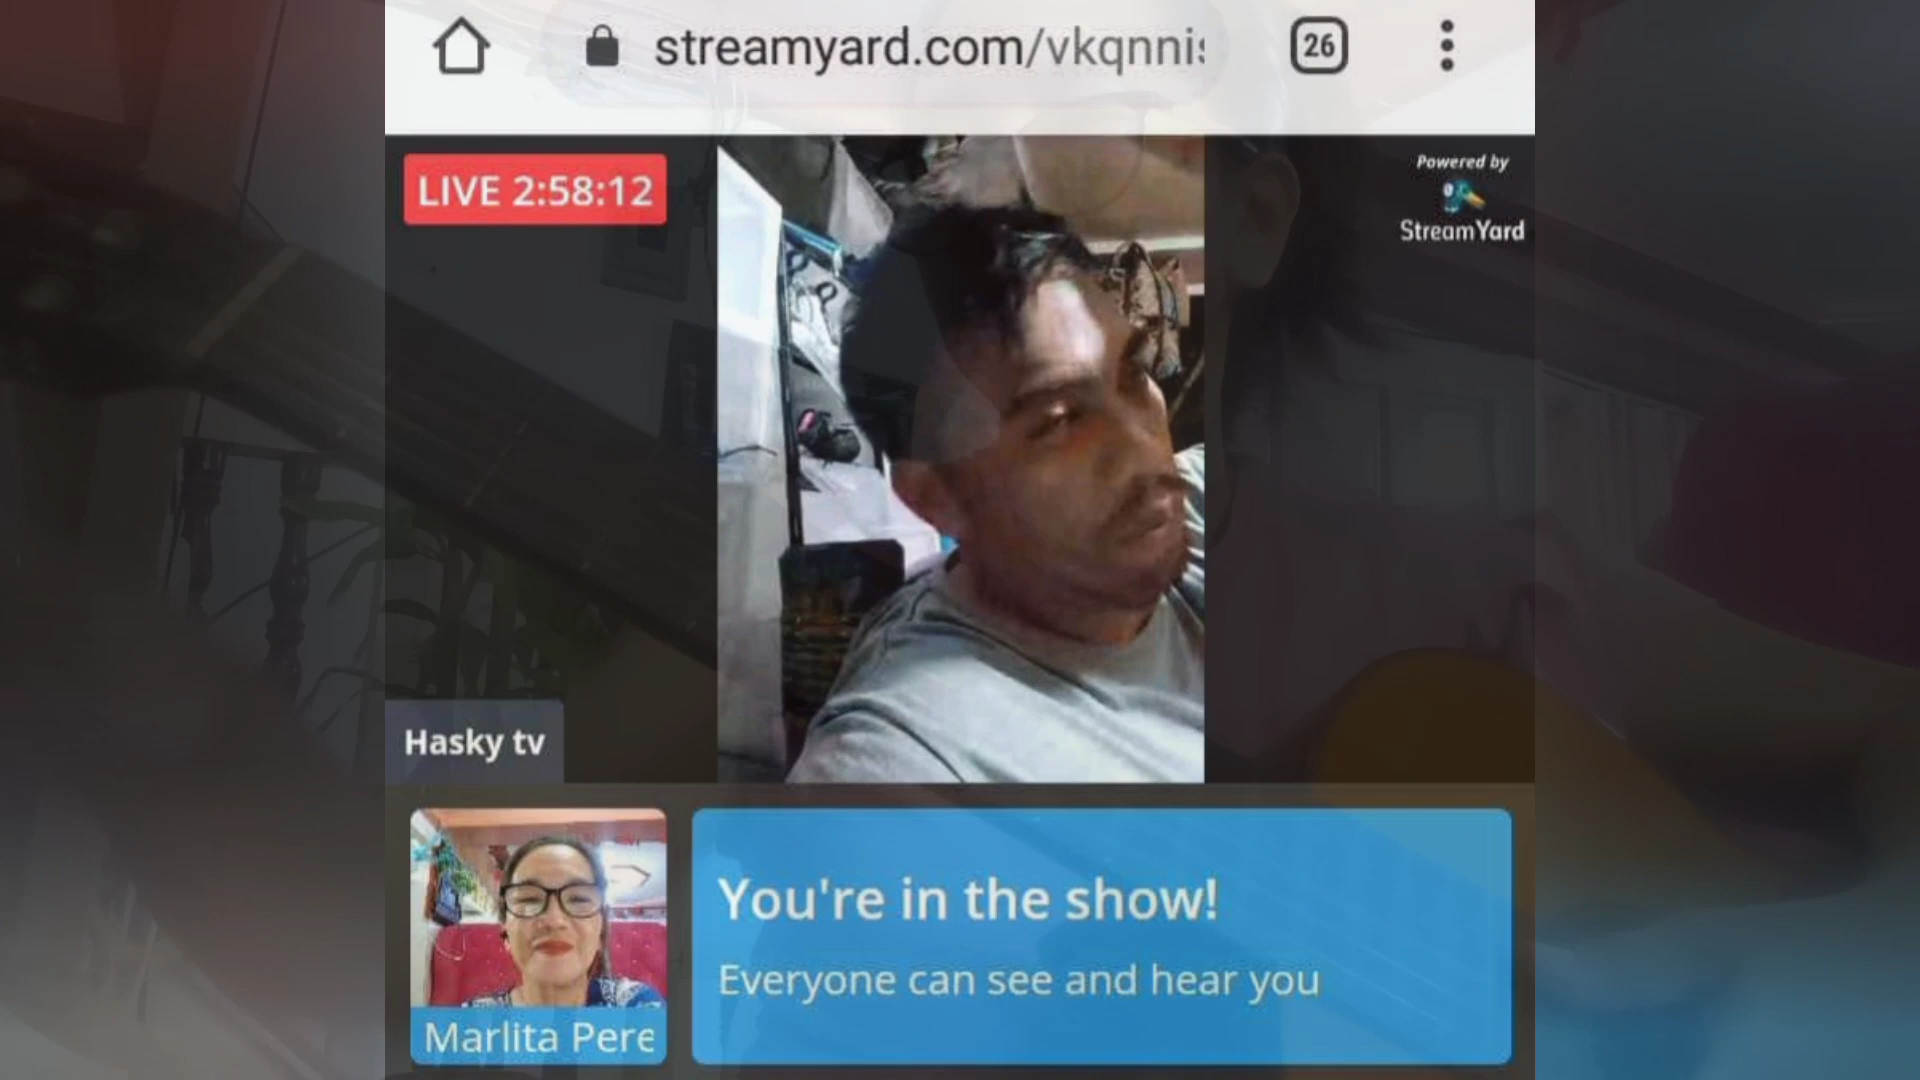 streamyard.com/vkqnnis
26
LIVE 2:58:12
Powered by
StreamYard
Hasky tv
You're in the show!
Everyone can see and hear you
Marlita Pere